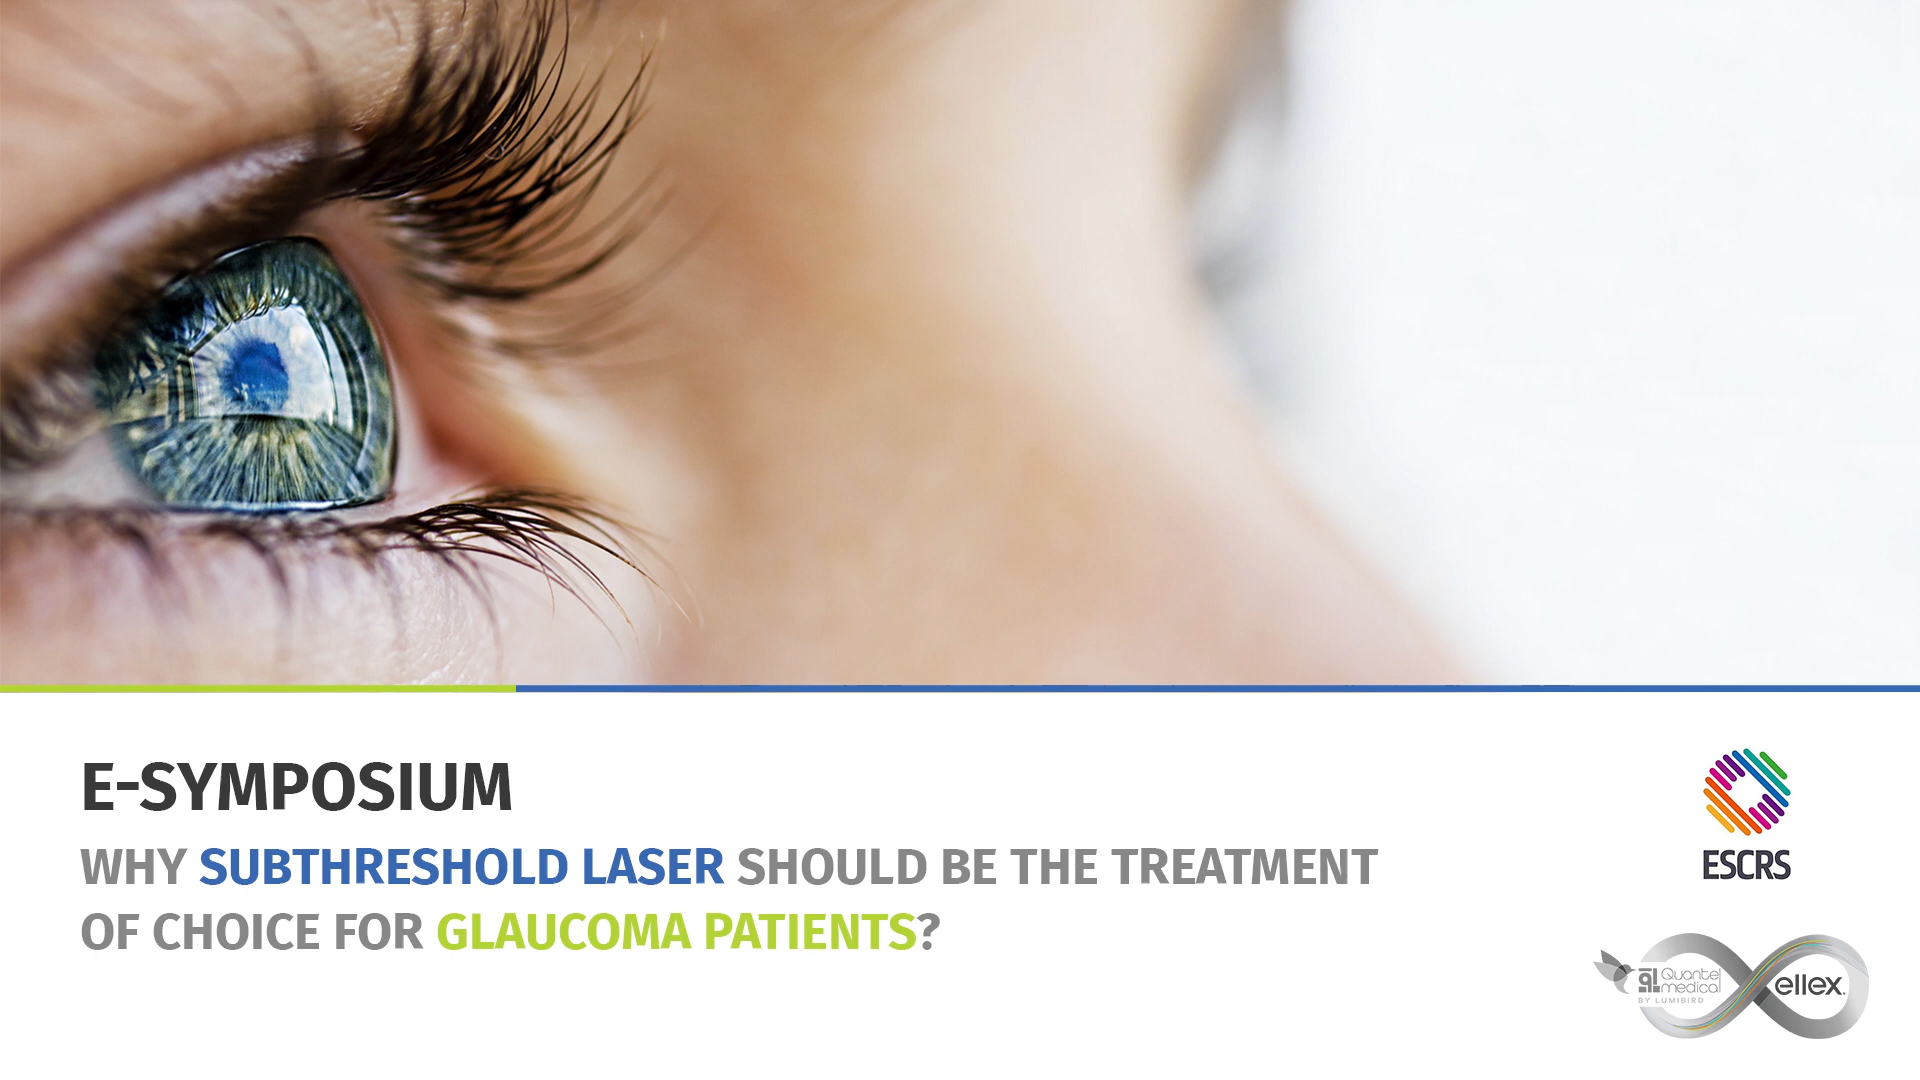 E-SYMPOSIUM
WHY SUBTHRESHOLD LASER SHOULD BE THE TREATMENT
OF CHOICE FOR GLAUCOMA PATIENTS?
ESCRS
Quantel
medical
BY LUMIBIRD
ellex.